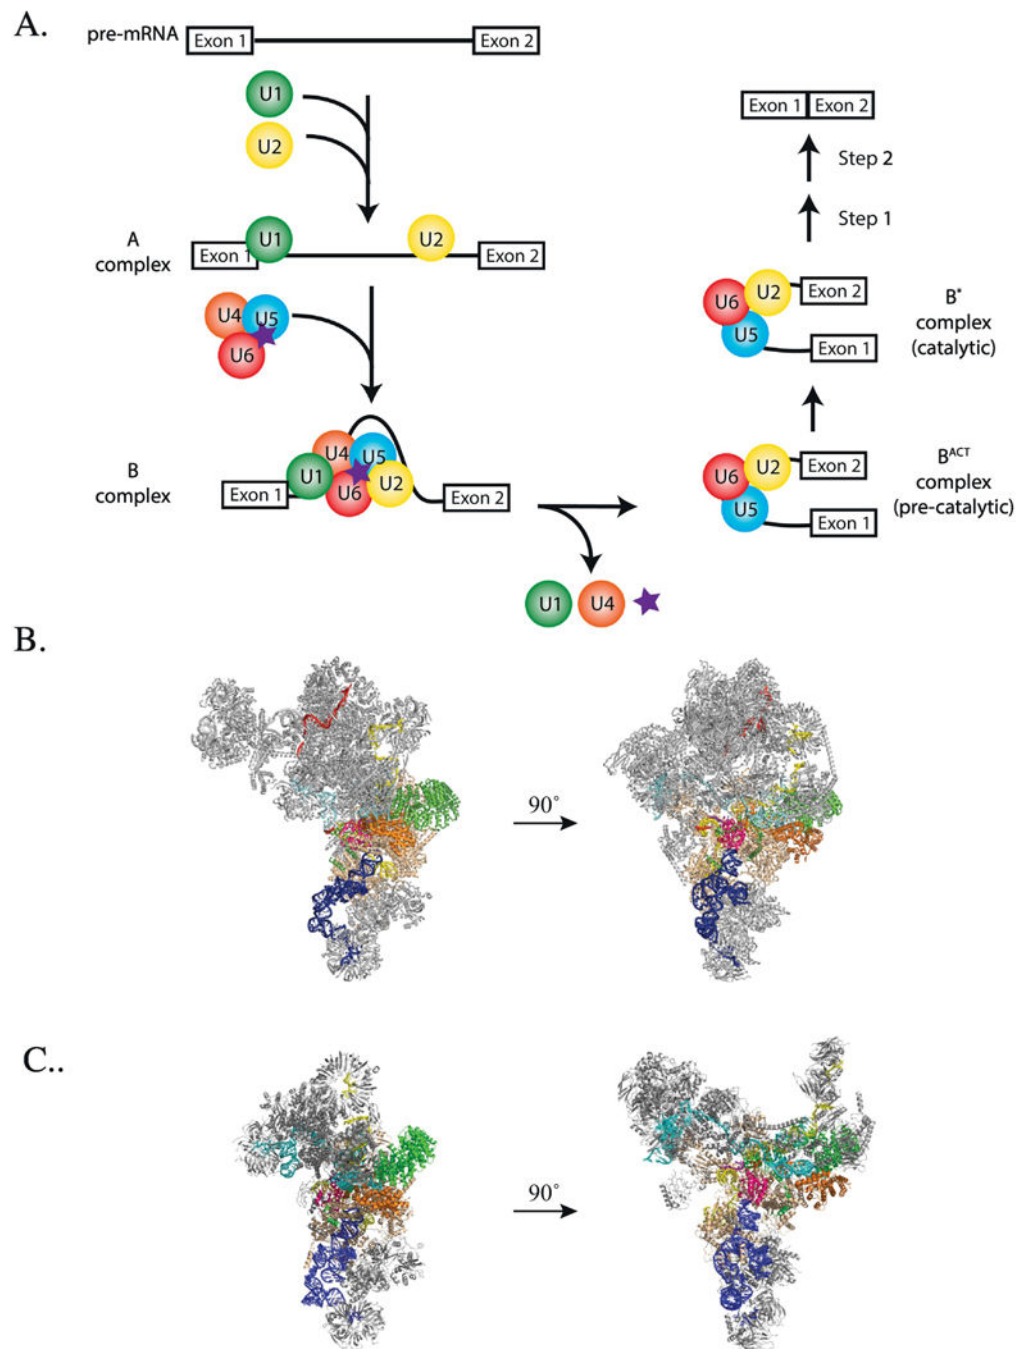 A.
pre-mRNA Exon 1 Exon 2
U1
U2
A
complex
Exon 1 U1 U2 Exon 2
U4 U5
U6
B
complex
Exon 1 U1 U4 U5 U6 U2 Exon 2
U1 U4
Exon 1 Exon 2
Step 2
Step 1
U6 U2 Exon 2
U5 Exon 1
B*
complex
(catalytic)
U6 U2 Exon 2
U5 Exon 1
BACT
complex
(pre-catalytic)
B.
90°
C..
90°